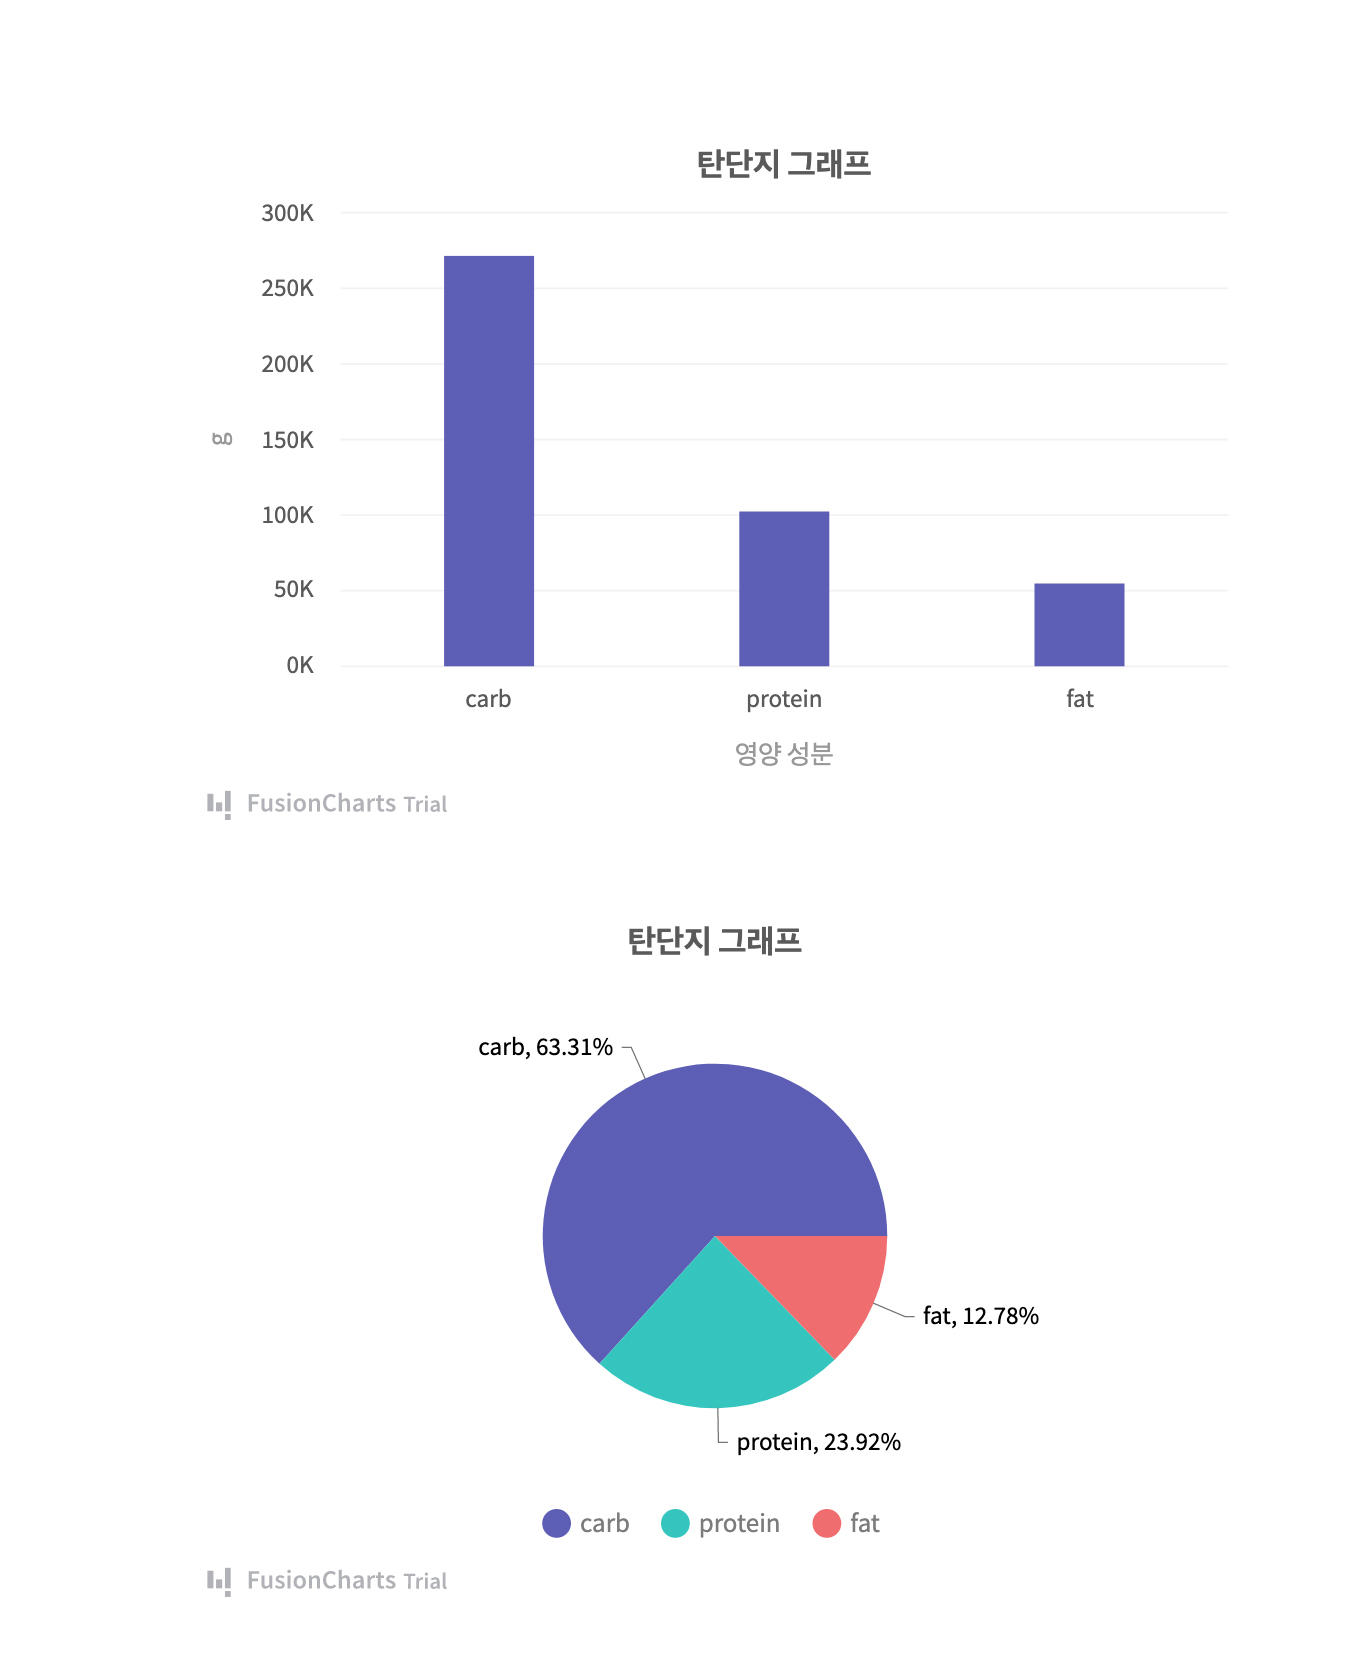 탄단지 그래프
300K
250K
200K
150K
100K
50K
0K
g
carb protein fat
영양 성분
FusionCharts Trial
탄단지 그래프
carb, 63.31%
fat, 12.78%
protein, 23.92%
carb protein fat
FusionCharts Trial